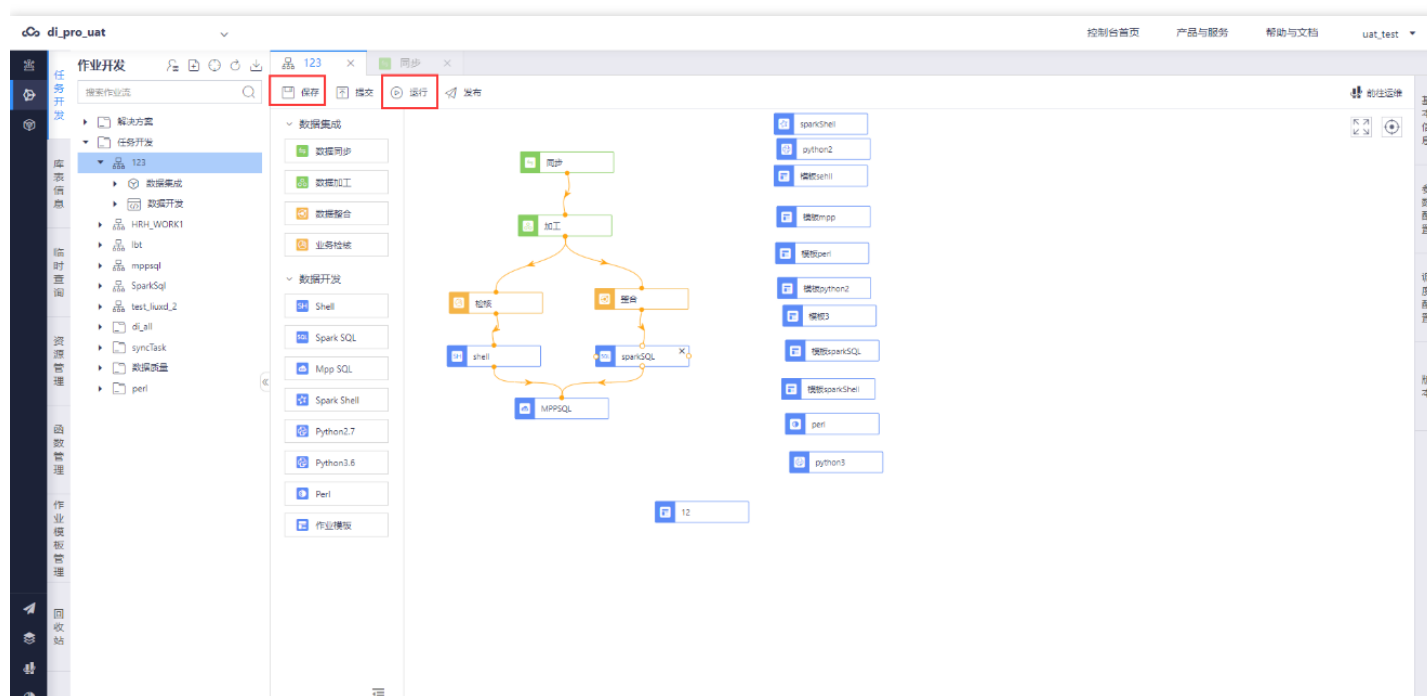 di_pro_uat
控制台首页 产品与服务 帮助与文档 uat_test
任务开发
库表信息
临时查询
资源管理
函数管理
作业模板管理
回收站
作业开发
搜索作业流
解决方案
任务开发
123
数据集成
数据开发
HRH_WORK1
lbt
mppsql
SparkSql
test_liuxd_2
di_all
syncTask
数据质量
perl
123 同步
保存 提交 运行 发布 前往运维
数据集成
数据同步
数据加工
数据整合
业务检核
数据开发
Shell
Spark SQL
Mpp SQL
Spark Shell
Python2.7
Python3.6
Perl
作业模板
同步
加工
检核
整合
shell
sparkSQL
MPPSQL
12
sparkShell
python2
模板sehll
模板mpp
模板perl
模板python2
模板3
模板sparkSQL
模板sparkShell
perl
python3